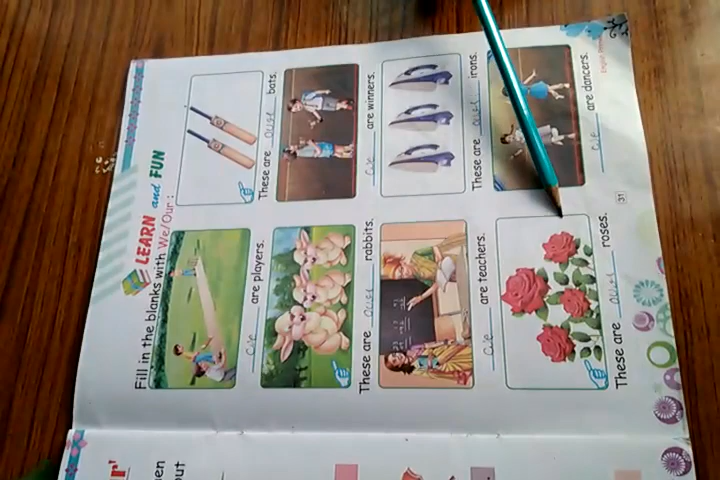 LEARN and FUN
Fill in the blanks with We/Our :
we are players.
These are our bats.
These are our rabbits.
we are winners.
we are teachers.
These are our irons.
These are our roses.
we are dancers.
31